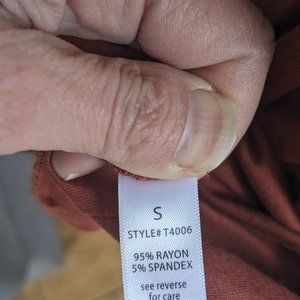 S
STYLE# T4006
95% RAYON
5% SPANDEX
see reverse
for care